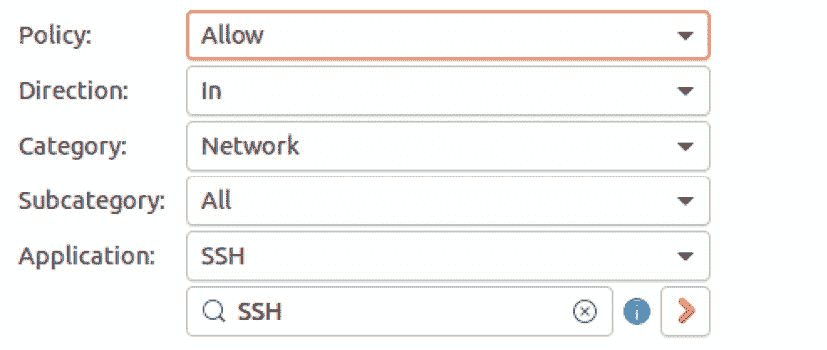 Policy: Allow
Direction: In
Category: Network
Subcategory: All
Application: SSH
SSH